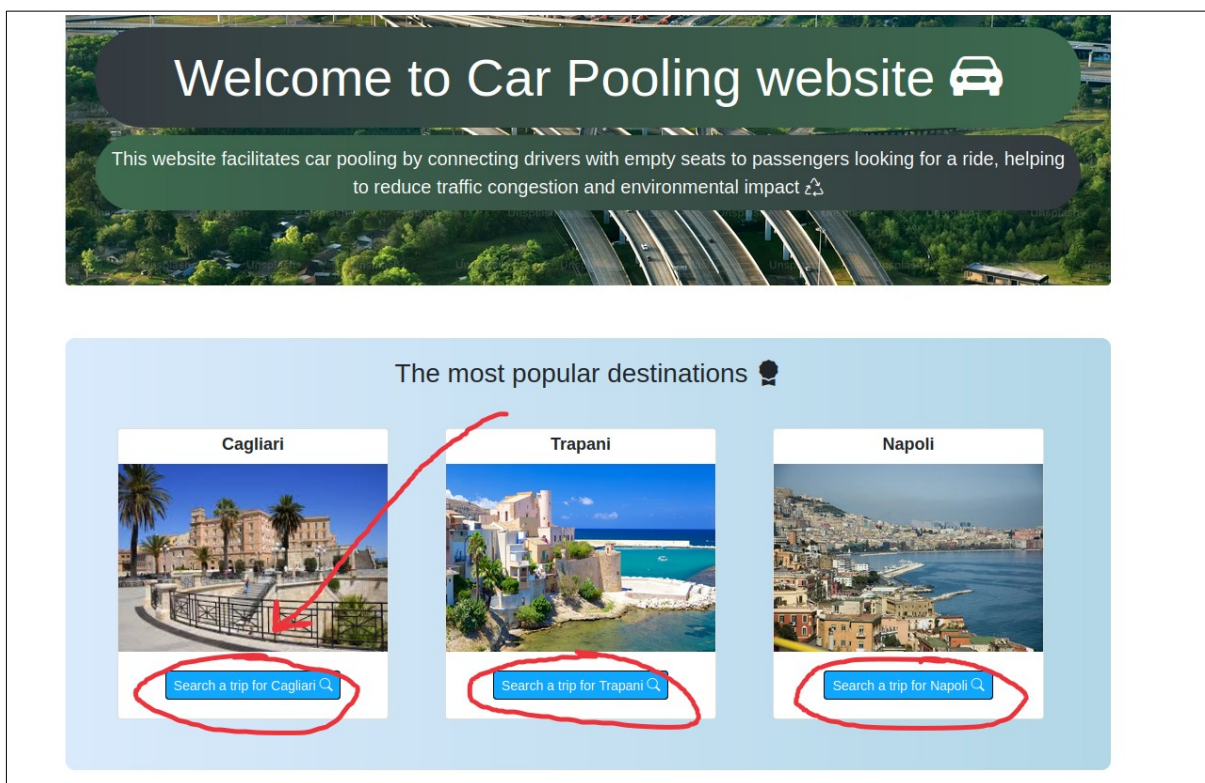 Welcome to Car Pooling website
This website facilitates car pooling by connecting drivers with empty seats to passengers looking for a ride, helping
to reduce traffic congestion and environmental impact
The most popular destinations
Cagliari
Trapani
Napoli
Search a trip for Cagliari
Search a trip for Trapani
Search a trip for Napoli